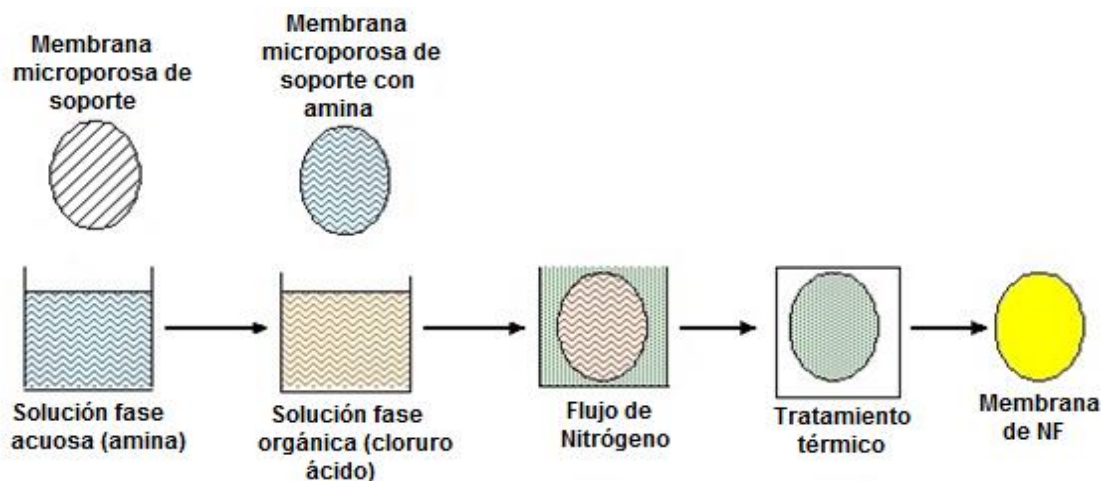 Membrana
microporosa de
soporte
Membrana
microporosa de
soporte con
amina
Solución fase
acuosa (amina)
Solución fase
orgánica (cloruro
ácido)
Flujo de
Nitrógeno
Tratamiento
térmico
Membrana
de NF